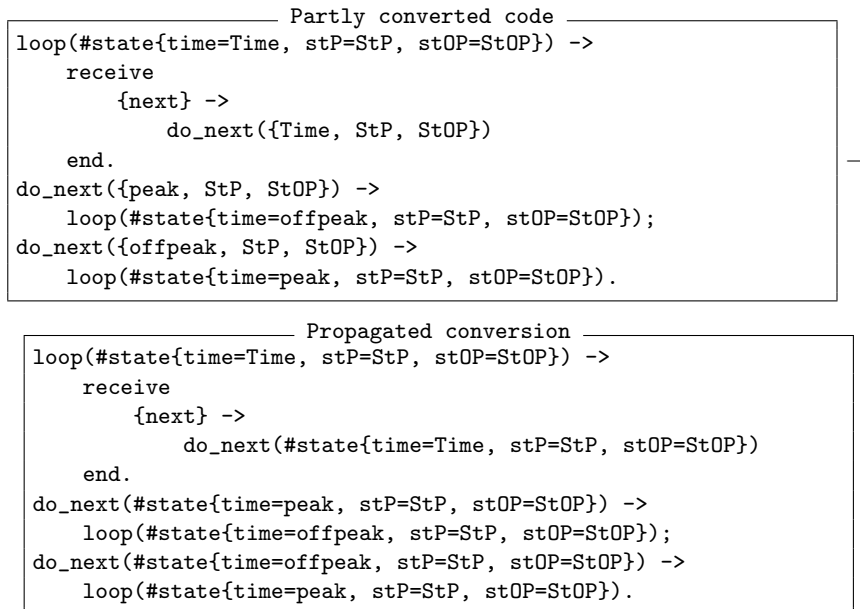 Partly converted code
loop(#state{time=Time, stP=StP, stOP=StOP}) ->
    receive
        {next} ->
            do_next({Time, StP, StOP})
    end.
do_next({peak, StP, StOP}) ->
    loop(#state{time=offpeak, stP=StP, stOP=StOP});
do_next({offpeak, StP, StOP}) ->
    loop(#state{time=peak, stP=StP, stOP=StOP}).
Propagated conversion
loop(#state{time=Time, stP=StP, stOP=StOP}) ->
    receive
        {next} ->
            do_next(#state{time=Time, stP=StP, stOP=StOP})
    end.
do_next(#state{time=peak, stP=StP, stOP=StOP}) ->
    loop(#state{time=offpeak, stP=StP, stOP=StOP});
do_next(#state{time=offpeak, stP=StP, stOP=StOP}) ->
    loop(#state{time=peak, stP=StP, stOP=StOP}).